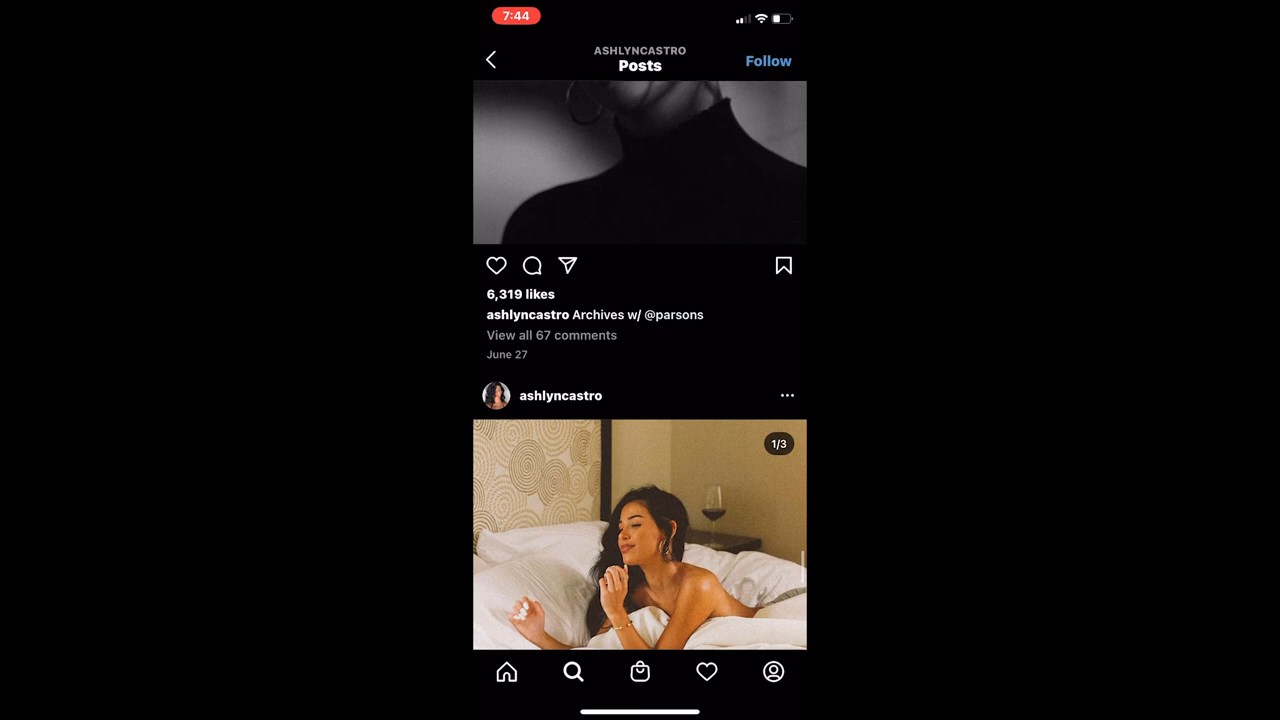 7:44
ASHLYNCASTRO
Posts
Follow
6,319 likes
ashlyncastro Archives w/ @parsons
View all 67 comments
June 27
ashlyncastro
1/3